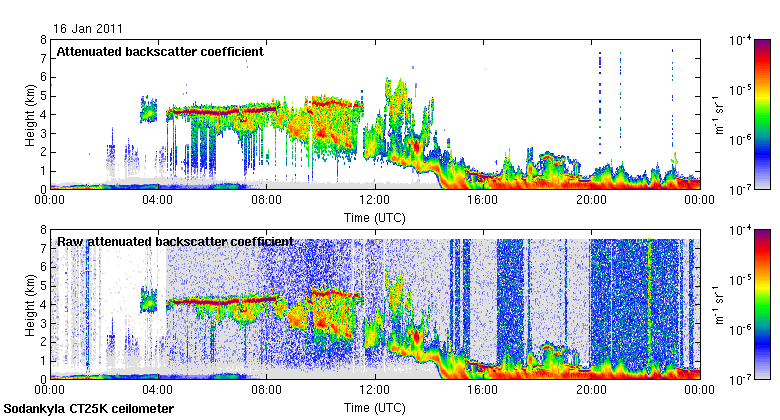 16 Jan 2011
Attenuated backscatter coefficient
8
7
6
5
4
3
2
1
0
Height (km)
00:00 04:00 08:00 12:00 16:00 20:00 00:00
Time (UTC)
10-4
10-5
10-6
10-7
m-1 sr-1
Raw attenuated backscatter coefficient
8
7
6
5
4
3
2
1
0
Height (km)
00:00 04:00 08:00 12:00 16:00 20:00 00:00
Time (UTC)
10-4
10-5
10-6
10-7
m-1 sr-1
Sodankyla CT25K ceilometer